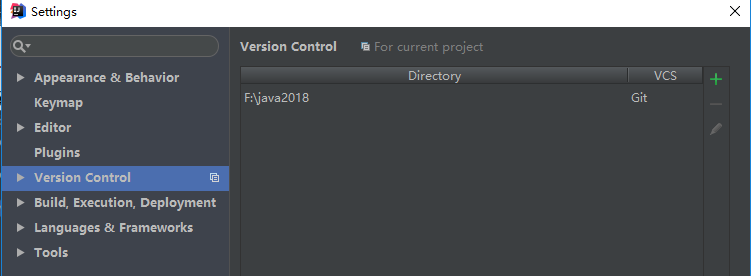 Settings
Version Control For current project
Directory VCS
F:\java2018 Git
Appearance & Behavior
Keymap
Editor
Plugins
Version Control
Build, Execution, Deployment
Languages & Frameworks
Tools